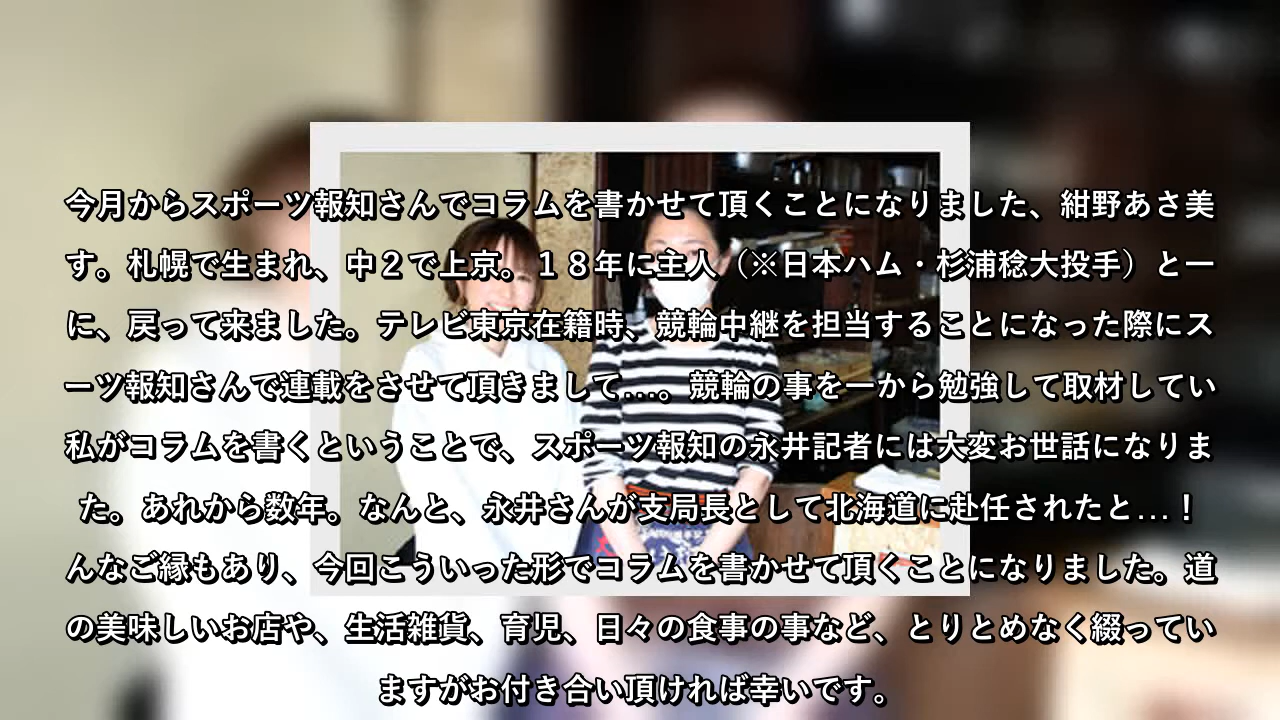 今月からスポーツ報知さんでコラムを書かせて頂くことになりました、紺野あさ美
す。札幌で生まれ、中２で上京。１８年に主人（※日本ハム・杉浦稔大投手）と一
に、戻って来ました。テレビ東京在籍時、競輪中継を担当することになった際にス
ーツ報知さんで連載をさせて頂きまして…。競輪の事を一から勉強して取材してい
私がコラムを書くということで、スポーツ報知の永井記者には大変お世話になりま
た。あれから数年。なんと、永井さんが支局長として北海道に赴任されたと…！
んなご縁もあり、今回こういった形でコラムを書かせて頂くことになりました。道
の美味しいお店や、生活雑貨、育児、日々の食事の事など、とりとめなく綴ってい
ますがお付き合い頂ければ幸いです。